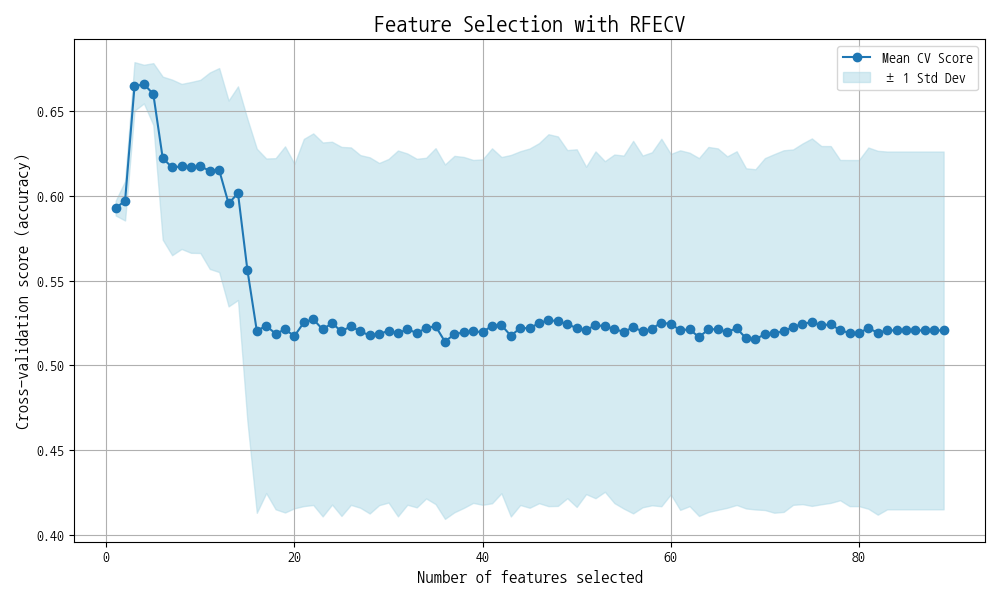 Feature Selection with RFECV
Mean CV Score
± 1 Std Dev
Cross-validation score (accuracy)
0.65
0.60
0.55
0.50
0.45
0.40
0
20
40
60
80
Number of features selected